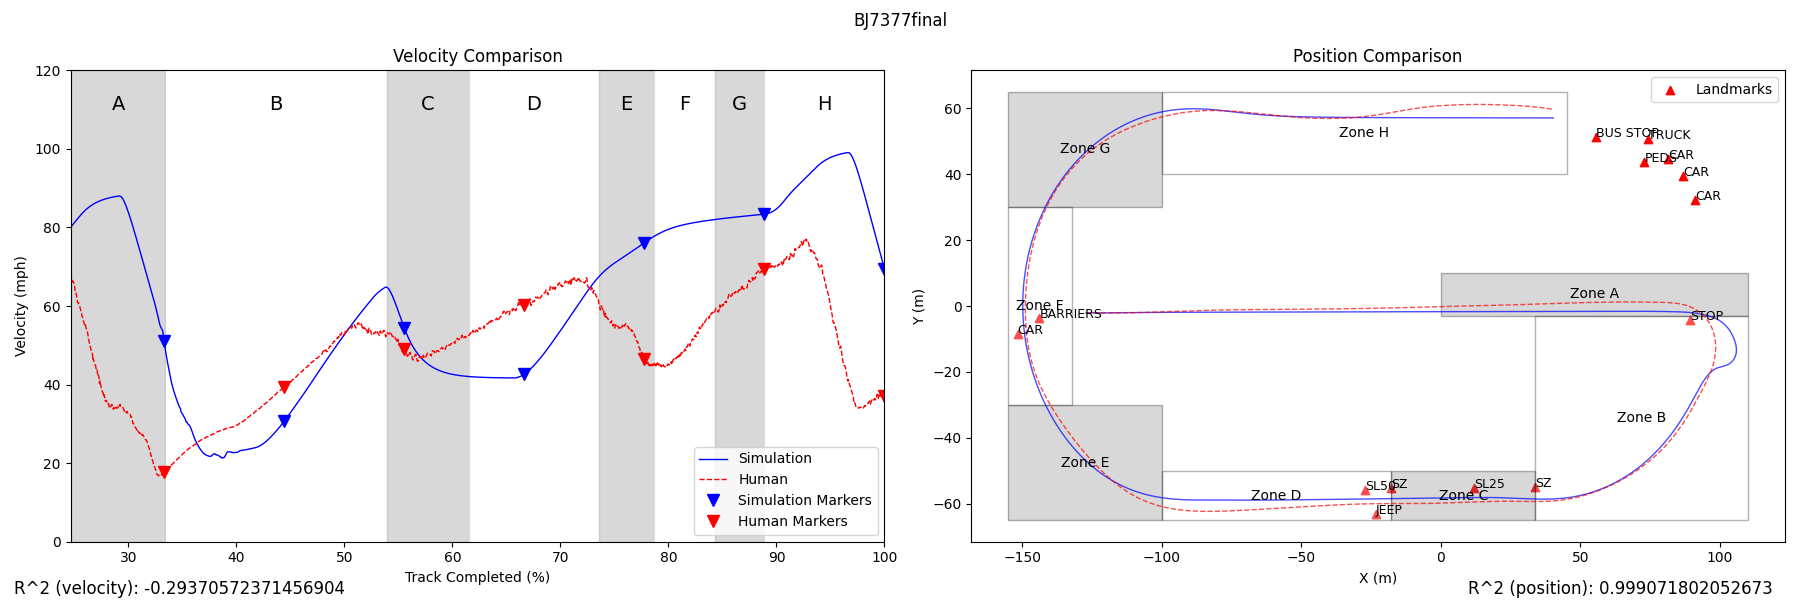 BJ7377final
Velocity Comparison
A B C D E F G H
Velocity (mph)
120
100
80
60
40
20
0
30 40 50 60 70 80 90 100
Track Completed (%)
Simulation
Human
Simulation Markers
Human Markers
R^2 (velocity): -0.29370572371456904
Position Comparison
Landmarks
Y (m)
60
40
20
0
−20
−40
−60
−150 −100 −50 0 50 100
X (m)
Zone G
Zone H
BUS STOP
TRUCK
PEDS
CAR
CAR
CAR
Zone A
Zone F
BARRIERS
CAR
STOP
Zone B
Zone E
Zone D
SL50
SZ
JEEP
Zone C
SL25
SZ
R^2 (position): 0.999071802052673